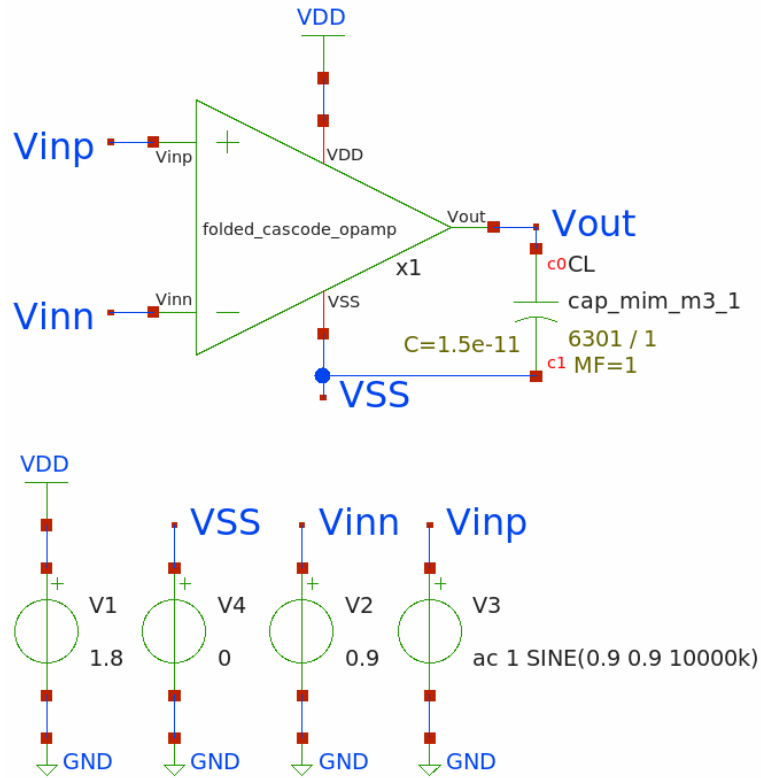 VDD
Vinp
Vinp
+
VDD
folded_cascode_opamp
Vout
Vout
x1
c0
CL
cap_mim_m3_1
Vinn
Vinn
−
VSS
C=1.5e-11
6301 / 1
c1
MF=1
VSS
VDD
VSS
Vinn
Vinp
+
+
+
+
V1
V4
V2
V3
1.8
0
0.9
ac 1 SINE(0.9 0.9 10000k)
GND
GND
GND
GND